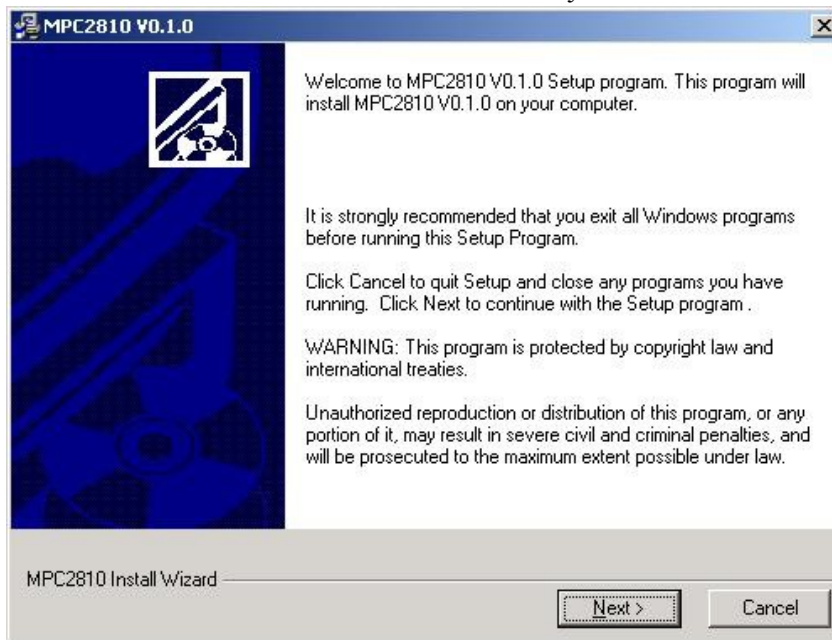 MPC2810 V0.1.0
Welcome to MPC2810 V0.1.0 Setup program. This program will
install MPC2810 V0.1.0 on your computer.
It is strongly recommended that you exit all Windows programs
before running this Setup Program.
Click Cancel to quit Setup and close any programs you have
running. Click Next to continue with the Setup program .
WARNING: This program is protected by copyright law and
international treaties.
Unauthorized reproduction or distribution of this program, or any
portion of it, may result in severe civil and criminal penalties, and
will be prosecuted to the maximum extent possible under law.
MPC2810 Install Wizard
Next >
Cancel